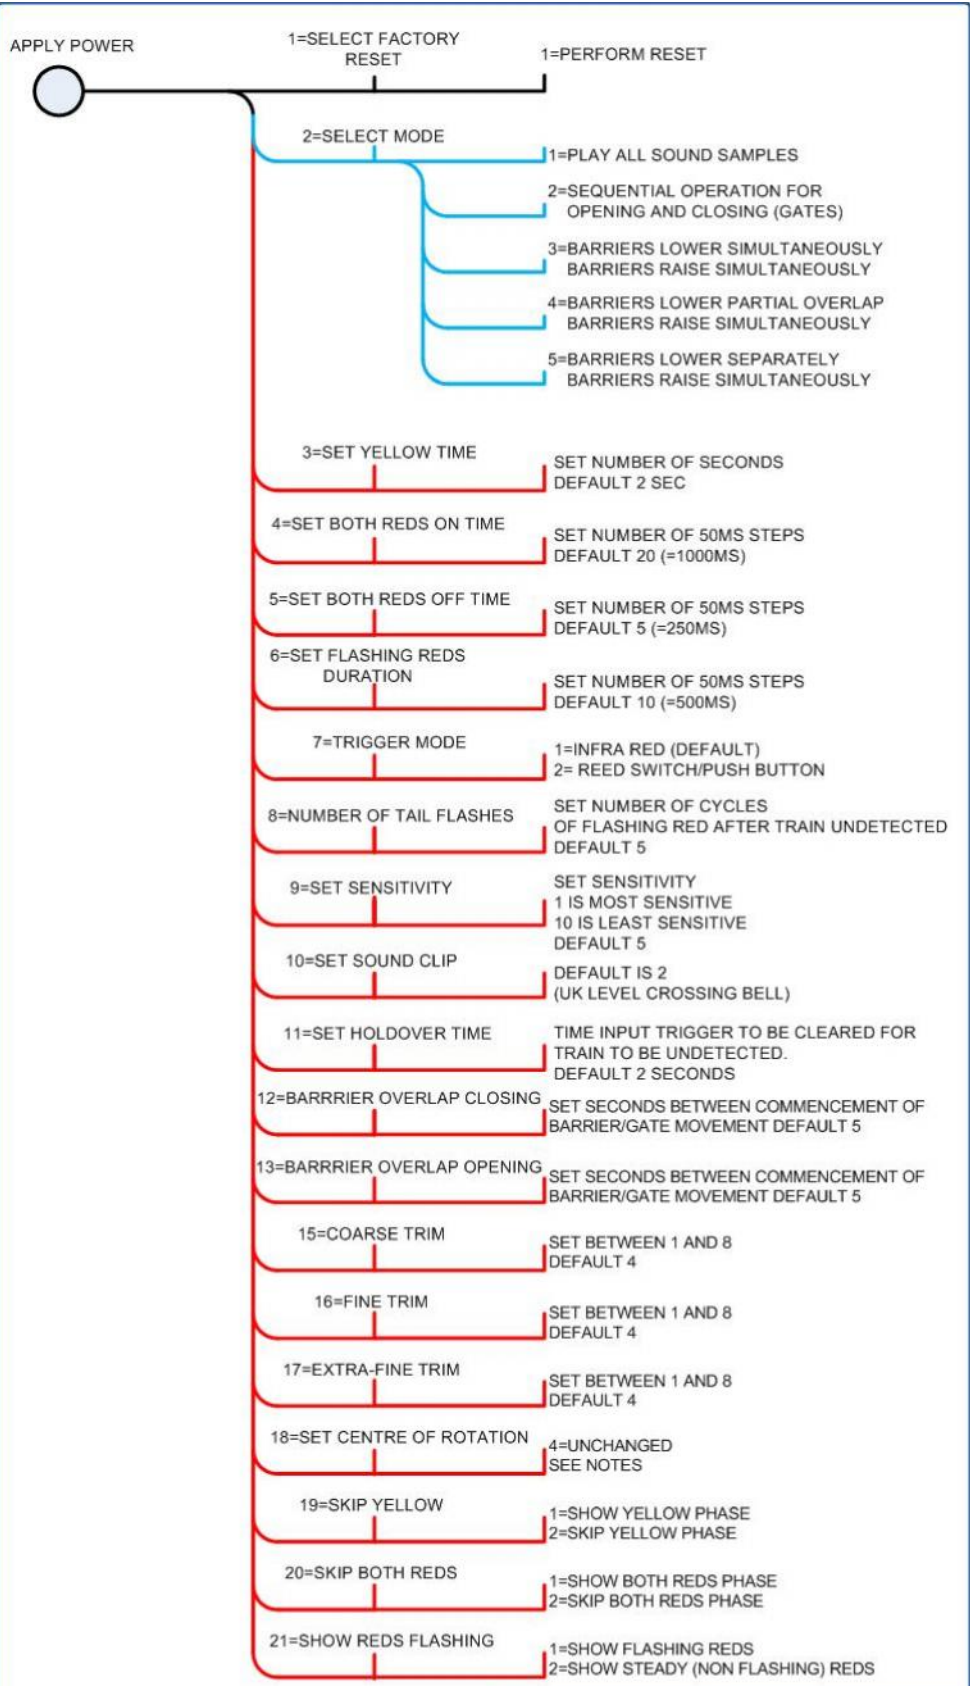 APPLY POWER
1=SELECT FACTORY
RESET
1=PERFORM RESET
2=SELECT MODE
1=PLAY ALL SOUND SAMPLES
2=SEQUENTIAL OPERATION FOR
OPENING AND CLOSING (GATES)
3=BARRIERS LOWER SIMULTANEOUSLY
BARRIERS RAISE SIMULTANEOUSLY
4=BARRIERS LOWER PARTIAL OVERLAP
BARRIERS RAISE SIMULTANEOUSLY
5=BARRIERS LOWER SEPARATELY
BARRIERS RAISE SIMULTANEOUSLY
3=SET YELLOW TIME
SET NUMBER OF SECONDS
DEFAULT 2 SEC
4=SET BOTH REDS ON TIME
SET NUMBER OF 50MS STEPS
DEFAULT 20 (=1000MS)
5=SET BOTH REDS OFF TIME
SET NUMBER OF 50MS STEPS
DEFAULT 5 (=250MS)
6=SET FLASHING REDS
DURATION
SET NUMBER OF 50MS STEPS
DEFAULT 10 (=500MS)
7=TRIGGER MODE
1=INFRA RED (DEFAULT)
2= REED SWITCH/PUSH BUTTON
8=NUMBER OF TAIL FLASHES
SET NUMBER OF CYCLES
OF FLASHING RED AFTER TRAIN UNDETECTED
DEFAULT 5
9=SET SENSITIVITY
SET SENSITIVITY
1 IS MOST SENSITIVE
10 IS LEAST SENSITIVE
DEFAULT 5
10=SET SOUND CLIP
DEFAULT IS 2
(UK LEVEL CROSSING BELL)
11=SET HOLDOVER TIME
TIME INPUT TRIGGER TO BE CLEARED FOR
TRAIN TO BE UNDETECTED.
DEFAULT 2 SECONDS
12=BARRRIER OVERLAP CLOSING
SET SECONDS BETWEEN COMMENCEMENT OF
BARRIER/GATE MOVEMENT DEFAULT 5
13=BARRRIER OVERLAP OPENING
SET SECONDS BETWEEN COMMENCEMENT OF
BARRIER/GATE MOVEMENT DEFAULT 5
15=COARSE TRIM
SET BETWEEN 1 AND 8
DEFAULT 4
16=FINE TRIM
SET BETWEEN 1 AND 8
DEFAULT 4
17=EXTRA-FINE TRIM
SET BETWEEN 1 AND 8
DEFAULT 4
18=SET CENTRE OF ROTATION
4=UNCHANGED
SEE NOTES
19=SKIP YELLOW
1=SHOW YELLOW PHASE
2=SKIP YELLOW PHASE
20=SKIP BOTH REDS
1=SHOW BOTH REDS PHASE
2=SKIP BOTH REDS PHASE
21=SHOW REDS FLASHING
1=SHOW FLASHING REDS
2=SHOW STEADY (NON FLASHING) REDS